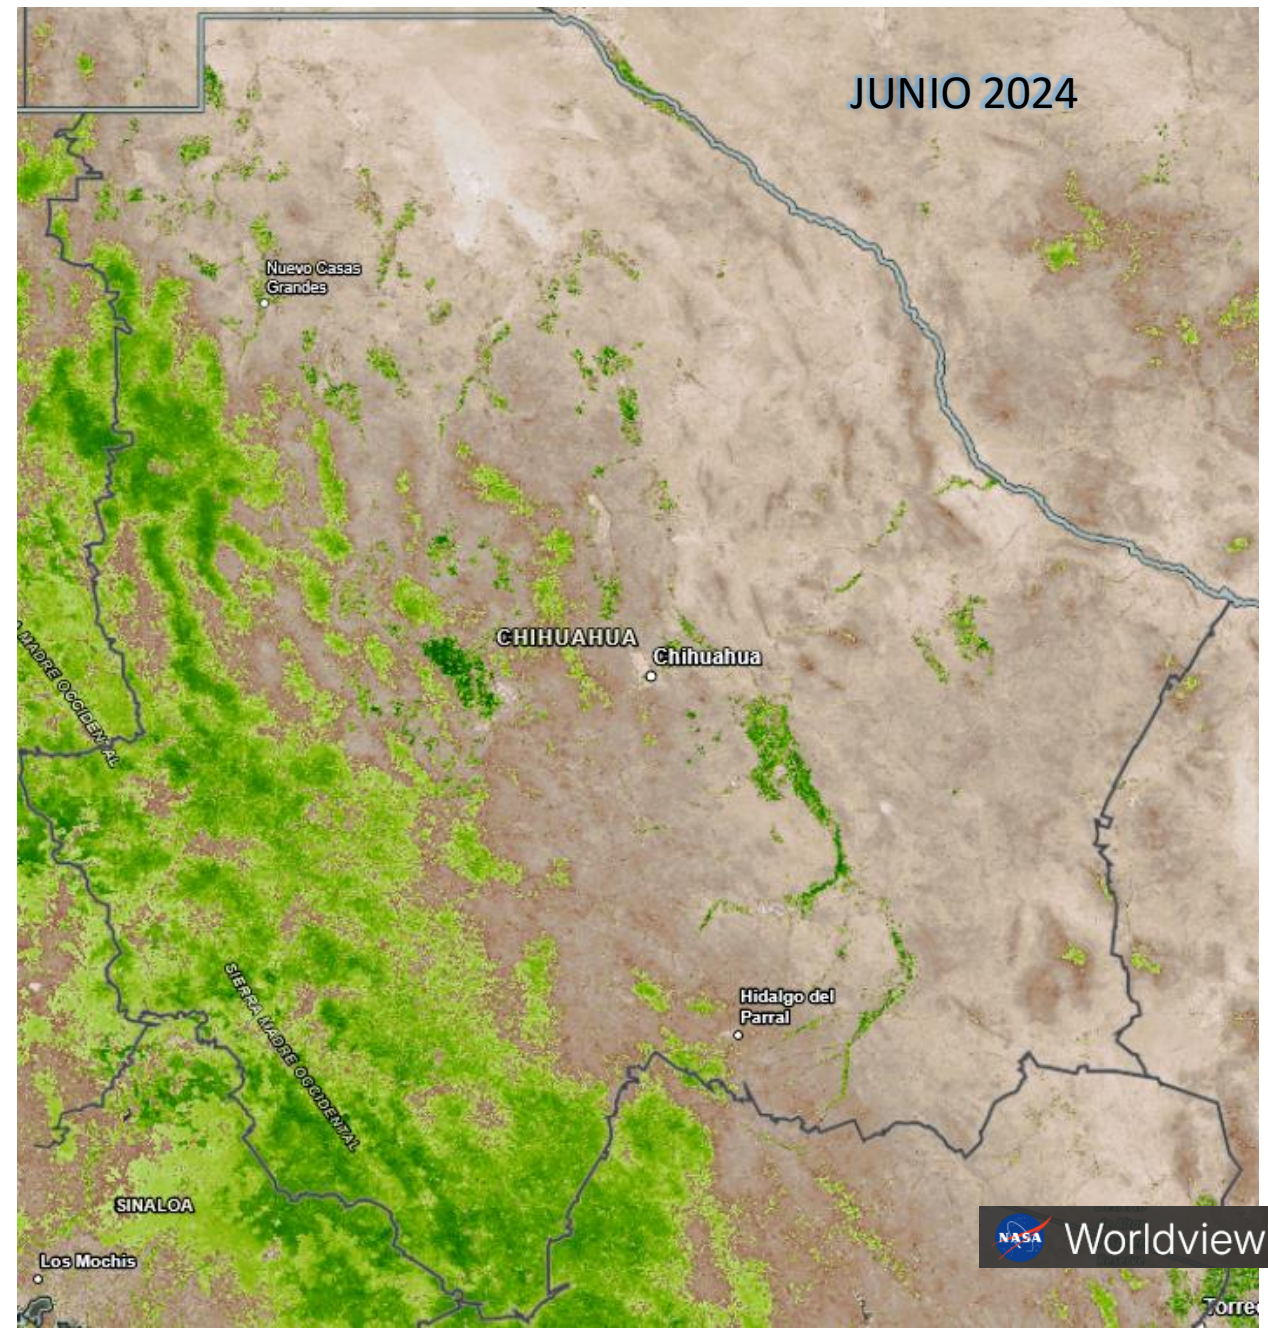 JUNIO 2024
Nuevo Casas
Grandes
CHIHUAHUA
Chihuahua
MADRE OCCIDENTAL
SIERRA MADRE OCCIDENTAL
Hidalgo del
Parral
SINALOA
NASA
Worldview
Los Mochis